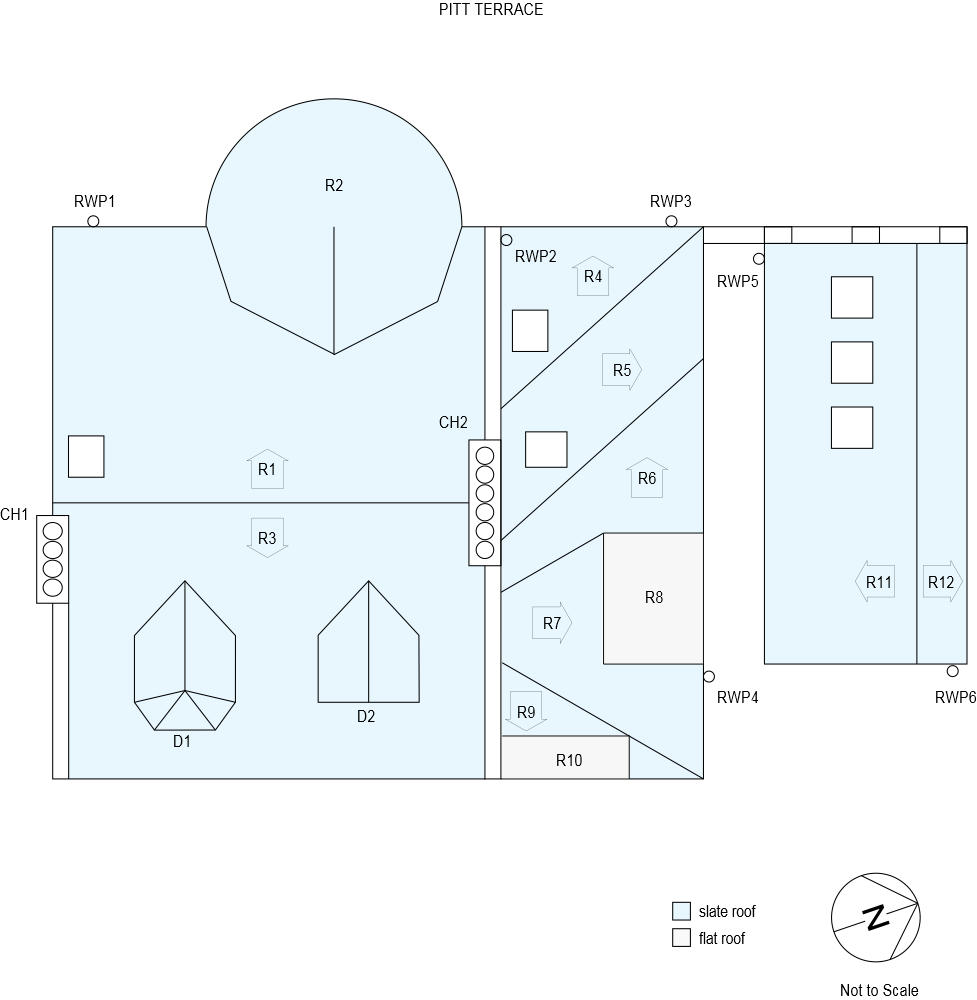 PITT TERRACE
R2
RWP1
RWP3
RWP2
R4
RWP5
R5
CH2
R1
R6
CH1
R3
R11
R12
R8
R7
RWP4
RWP6
R9
D2
D1
R10
slate roof
flat roof
N
Not to Scale